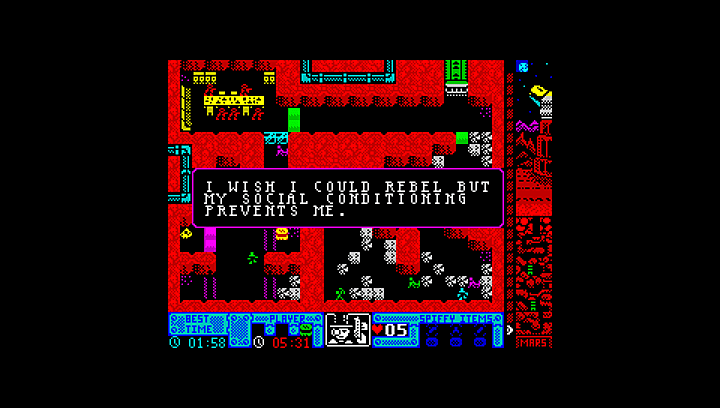 I WISH I COULD REBEL BUT
MY SOCIAL CONDITIONING
PREVENTS ME.
BEST
TIME
PLAYER
SPIFFY ITEMS
05
01:58
05:31
MARS